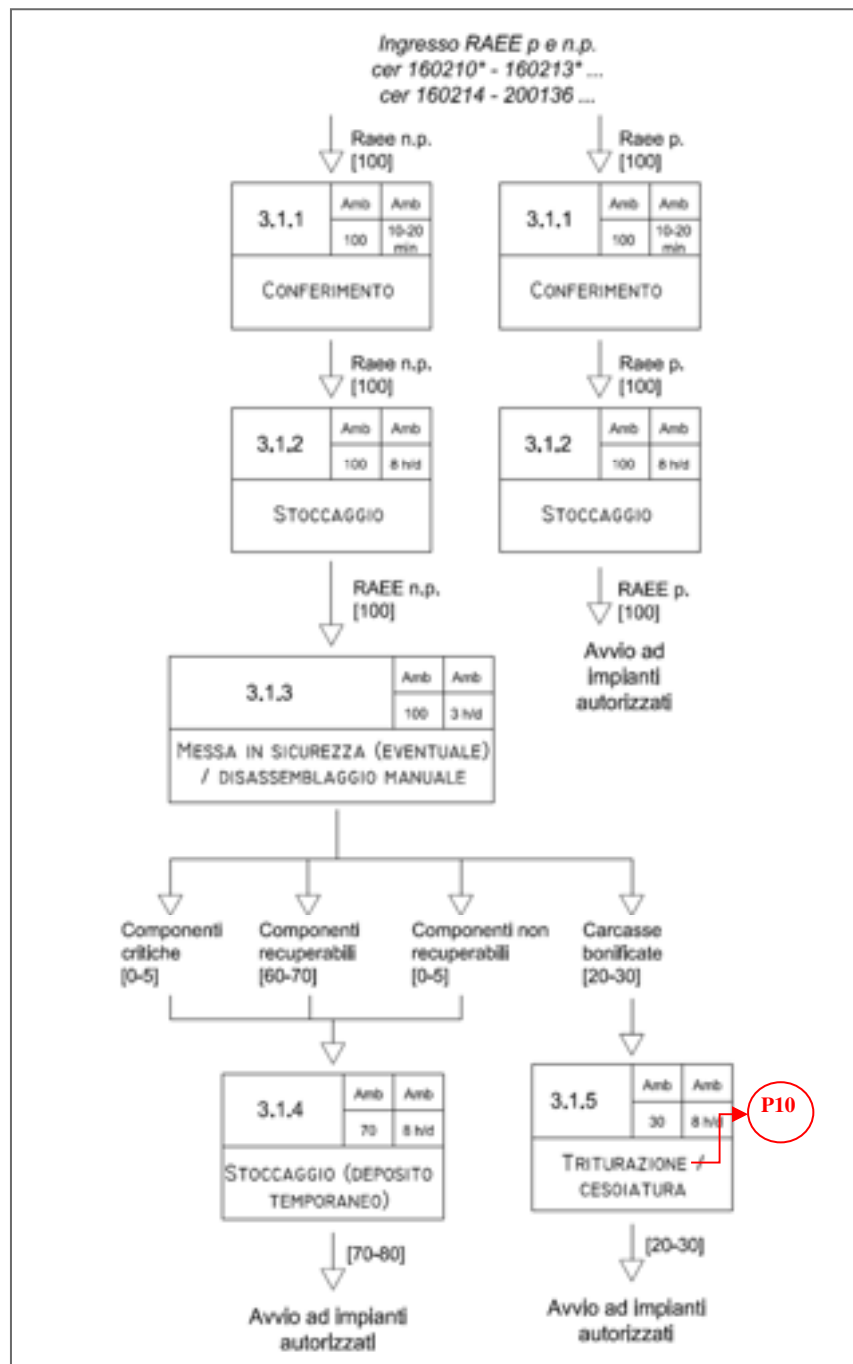 Ingresso RAEE p e n.p.
cer 160210* - 160213* ...
cer 160214 - 200136 ...
Raee n.p.
[100]
Raee p.
[100]
3.1.1
Amb
Amb
100
10-20
min
CONFERIMENTO
3.1.1
Amb
Amb
100
10-20
min
CONFERIMENTO
Raee n.p.
[100]
Raee p.
[100]
3.1.2
Amb
Amb
100
8 h/d
STOCCAGGIO
3.1.2
Amb
Amb
100
8 h/d
STOCCAGGIO
RAEE n.p.
[100]
RAEE p.
[100]
Avvio ad
impianti
autorizzati
3.1.3
Amb
Amb
100
3 h/d
MESSA IN SICUREZZA (EVENTUALE)
/ DISASSEMBLAGGIO MANUALE
Componenti
critiche
[0-5]
Componenti
recuperabili
[60-70]
Componenti non
recuperabili
[0-5]
Carcasse
bonificate
[20-30]
3.1.4
Amb
Amb
70
8 h/d
STOCCAGGIO (DEPOSITO
TEMPORANEO)
3.1.5
Amb
Amb
30
8 h/d
TRITURAZIONE /
CESOIATURA
P10
[70-80]
Avvio ad impianti
autorizzati
[20-30]
Avvio ad impianti
autorizzati